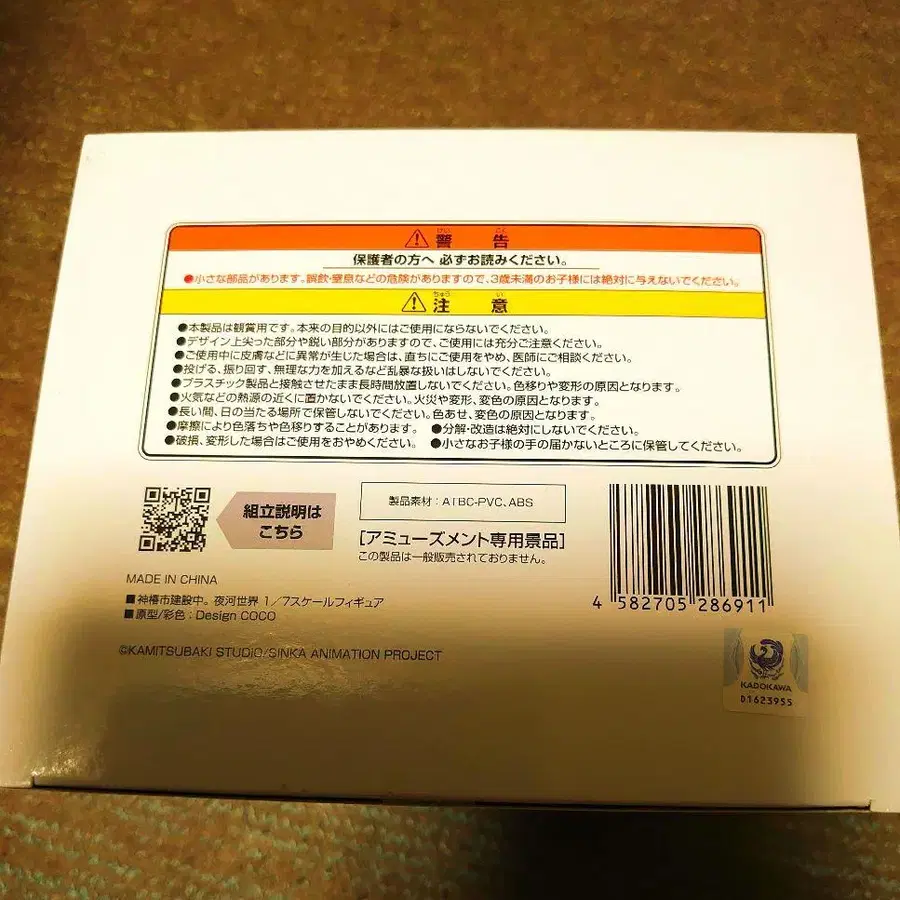 ⚠警告
けい こく
保護者の方へ 必ずお読みください。
●小さな部品があります。誤飲・窒息などの危険がありますので、3歳未満のお子様には絶対に与えないでください。
⚠注意
ちゅう い
●本製品は観賞用です。本来の目的以外にはご使用にならないでください。
●デザイン上尖った部分や鋭い部分がありますので、ご使用には充分ご注意ください。
●ご使用中に皮膚などに異常が生じた場合は、直ちにご使用をやめ、医師にご相談ください。
●投げる、振り回す、無理な力を加えるなど乱暴な扱いはしないでください。
●プラスチック製品と接触させたまま長時間放置しないでください。色移りや変形の原因となります。
●火気などの熱源の近くに置かないでください。火災や変形、変色の原因となります。
●長い間、日の当たる場所で保管しないでください。色あせ、変色の原因となります。
●摩擦により色落ちや色移りすることがあります。 ●分解・改造は絶対にしないでください。
●破損、変形した場合はご使用をおやめください。 ●小さなお子様の手の届かないところに保管してください。
組立説明は
こちら
製品素材：ATBC-PVC、ABS
[アミューズメント専用景品]
この製品は一般販売されておりません。
MADE IN CHINA
■神椿市建設中。夜河世界 1/7スケールフィギュア
■原型/彩色：Design COCO
©KAMITSUBAKI STUDIO/SINKA ANIMATION PROJECT
4 582705 286911
KADOKAWA
D1623955